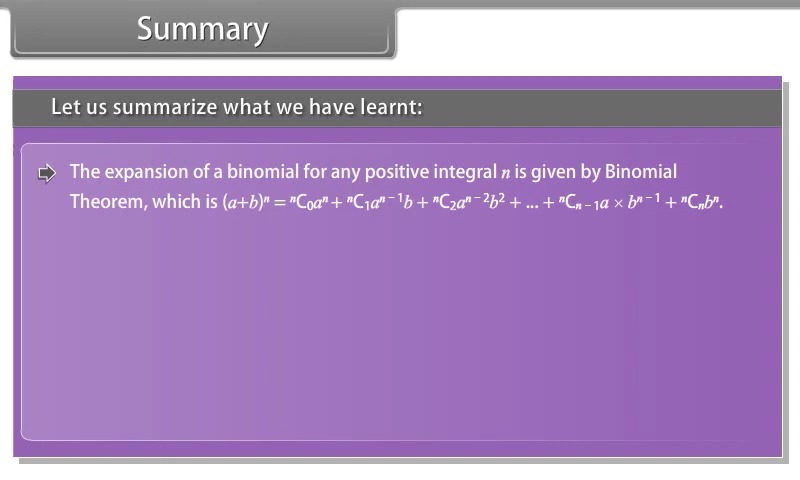 Summary
Let us summarize what we have learnt:
The expansion of a binomial for any positive integral n is given by Binomial
Theorem, which is (a+b)ⁿ = ⁿC₀aⁿ + ⁿC₁aⁿ⁻¹b + ⁿC₂aⁿ⁻²b² + ... + ⁿCₙ₋₁a × bⁿ⁻¹ + ⁿCₙbⁿ.